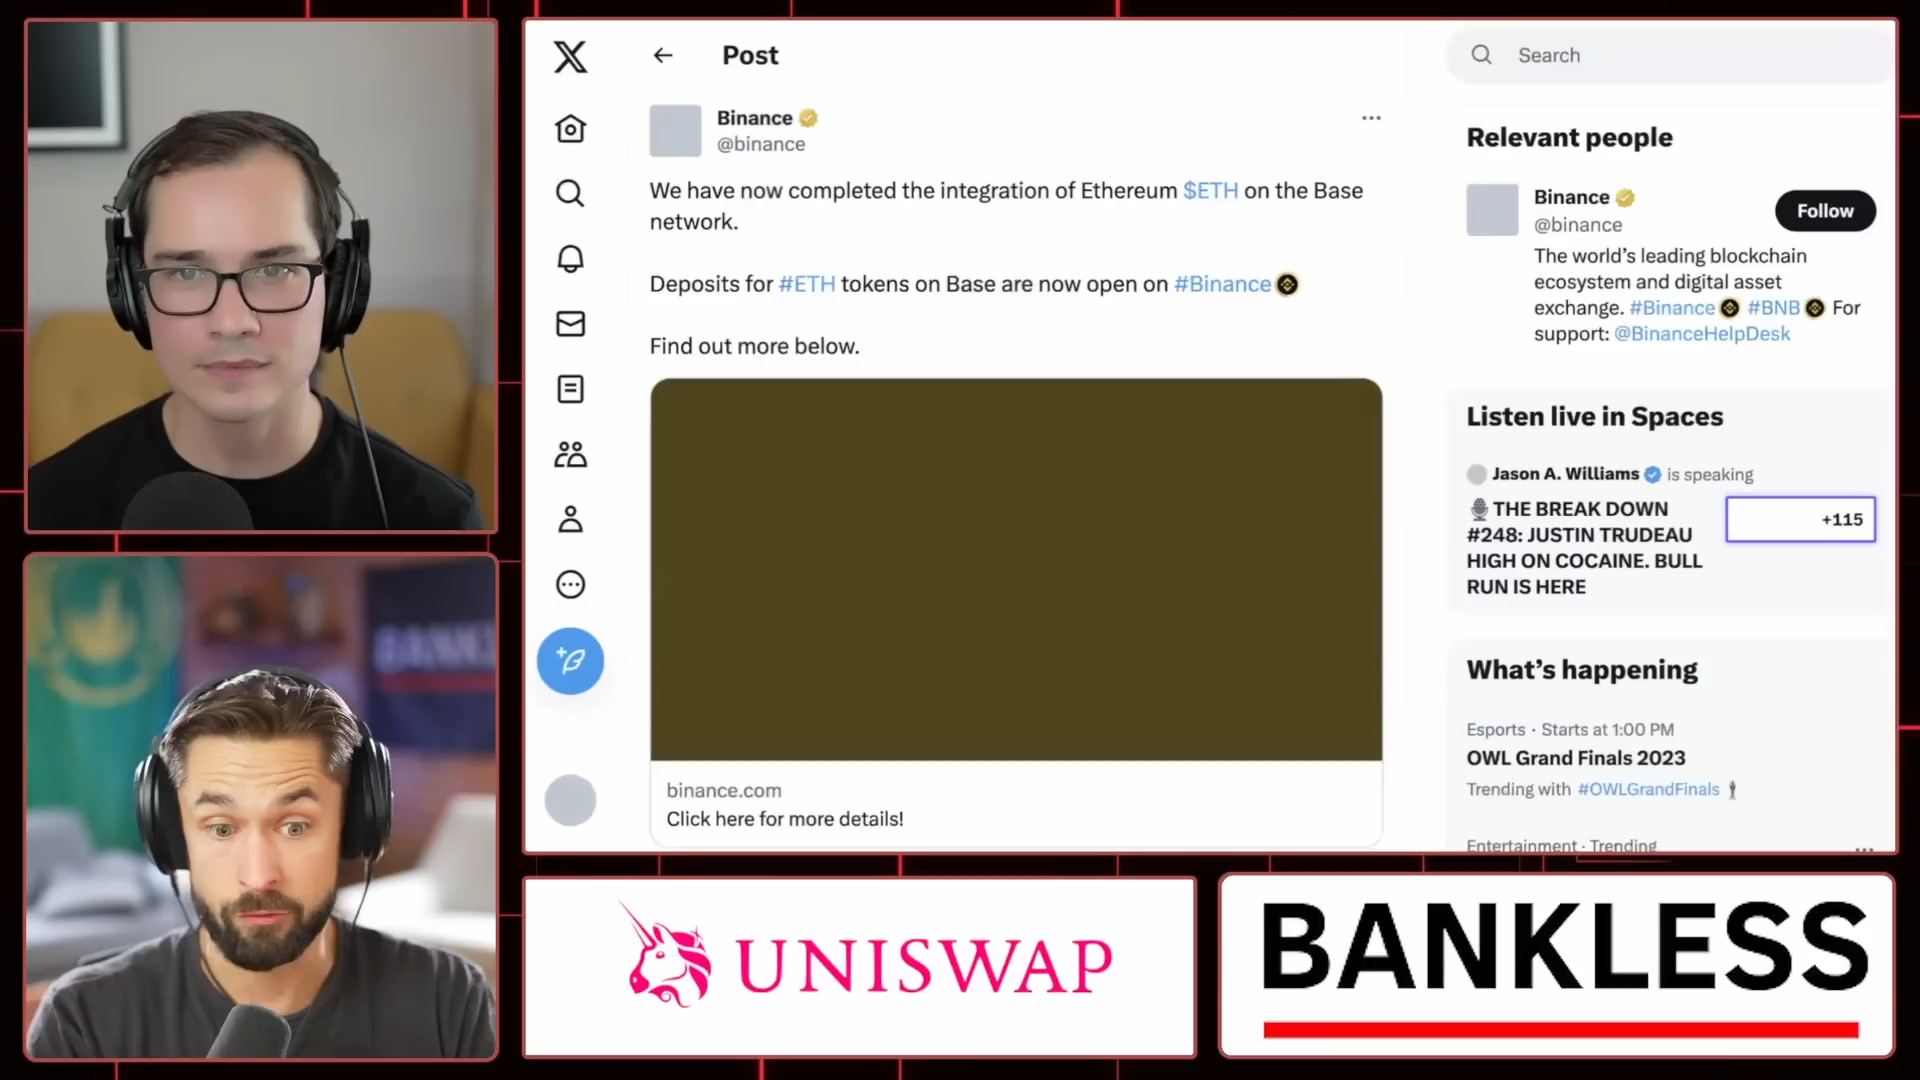 Post
Binance
@binance
We have now completed the integration of Ethereum $ETH on the Base
network.
Deposits for #ETH tokens on Base are now open on #Binance
Find out more below.
binance.com
Click here for more details!
Search
Relevant people
Binance
@binance
Follow
The world’s leading blockchain
ecosystem and digital asset
exchange. #Binance #BNB For
support: @BinanceHelpDesk
Listen live in Spaces
Jason A. Williams is speaking
THE BREAK DOWN
#248: JUSTIN TRUDEAU
HIGH ON COCAINE. BULL
RUN IS HERE
+115
What’s happening
Esports · Starts at 1:00 PM
OWL Grand Finals 2023
Trending with #OWLGrandFinals
Entertainment · Trending
BANKL
UNISWAP
BANKLESS